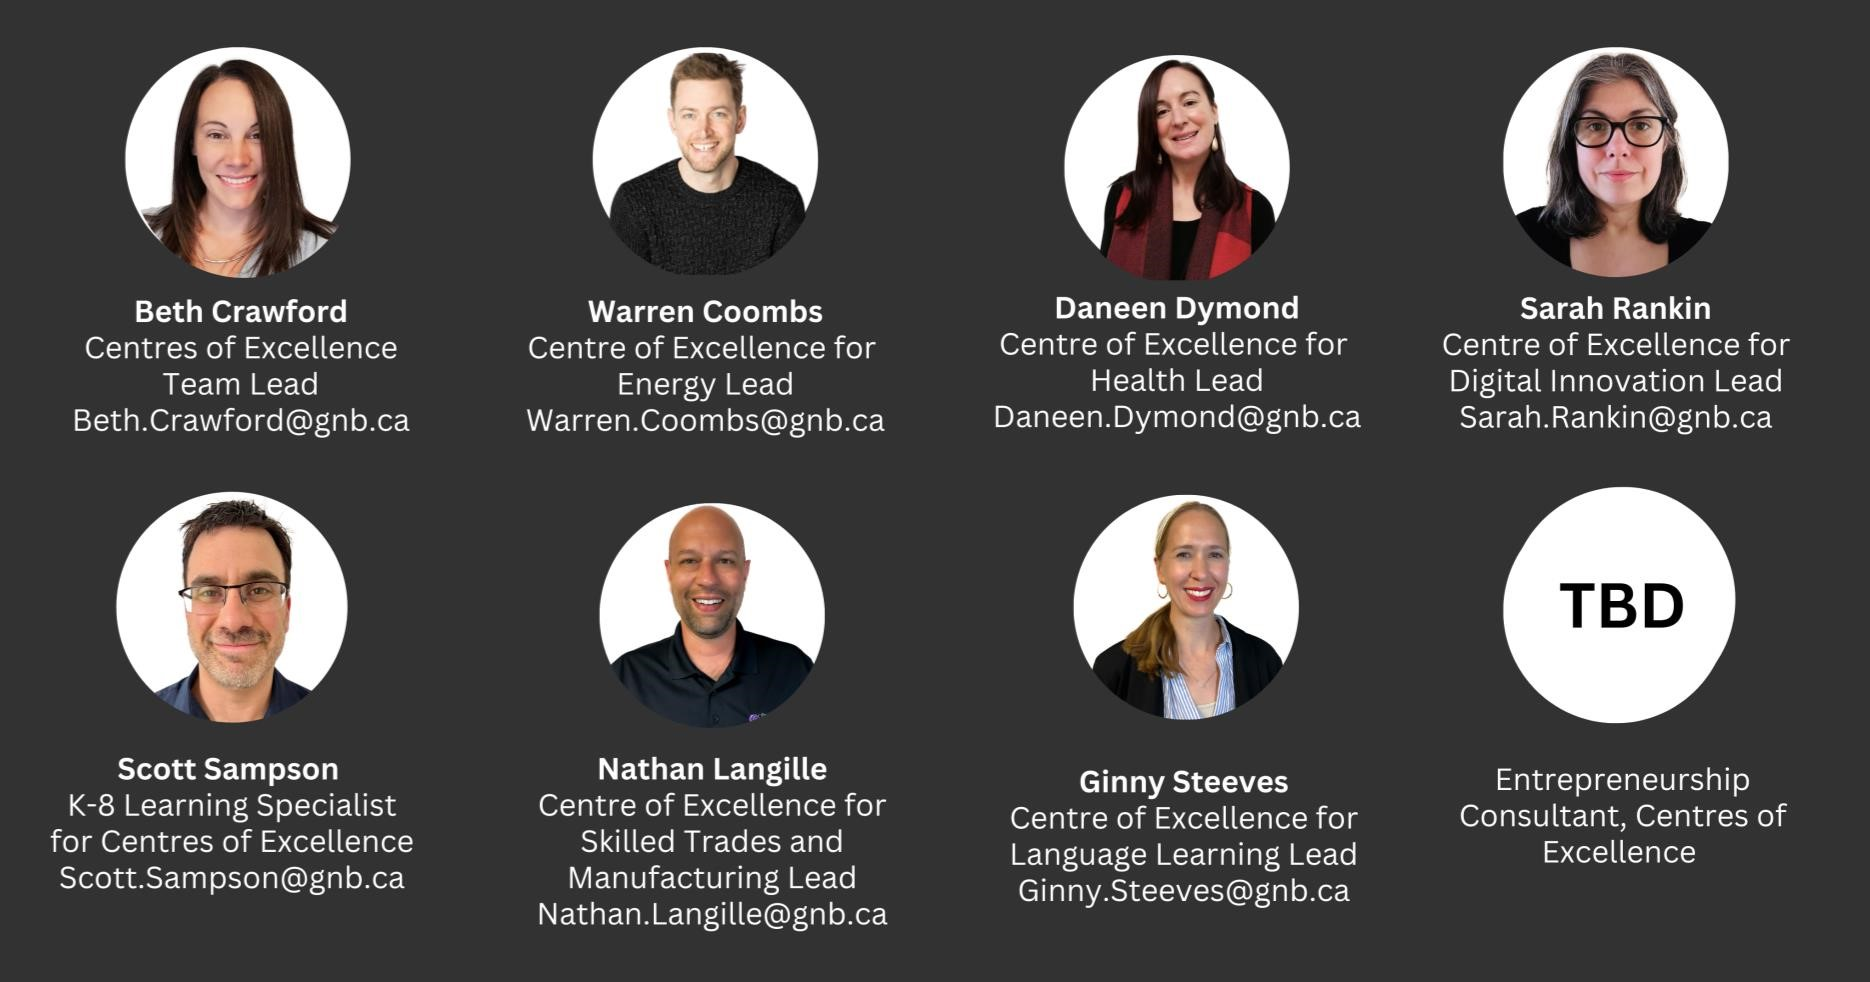 Beth Crawford
Centres of Excellence
Team Lead
Beth.Crawford@gnb.ca
Warren Coombs
Centre of Excellence for
Energy Lead
Warren.Coombs@gnb.ca
Daneen Dymond
Centre of Excellence for
Health Lead
Daneen.Dymond@gnb.ca
Sarah Rankin
Centre of Excellence for
Digital Innovation Lead
Sarah.Rankin@gnb.ca
Scott Sampson
K-8 Learning Specialist
for Centres of Excellence
Scott.Sampson@gnb.ca
Nathan Langille
Centre of Excellence for
Skilled Trades and
Manufacturing Lead
Nathan.Langille@gnb.ca
Ginny Steeves
Centre of Excellence for
Language Learning Lead
Ginny.Steeves@gnb.ca
TBD
Entrepreneurship
Consultant, Centres of
Excellence